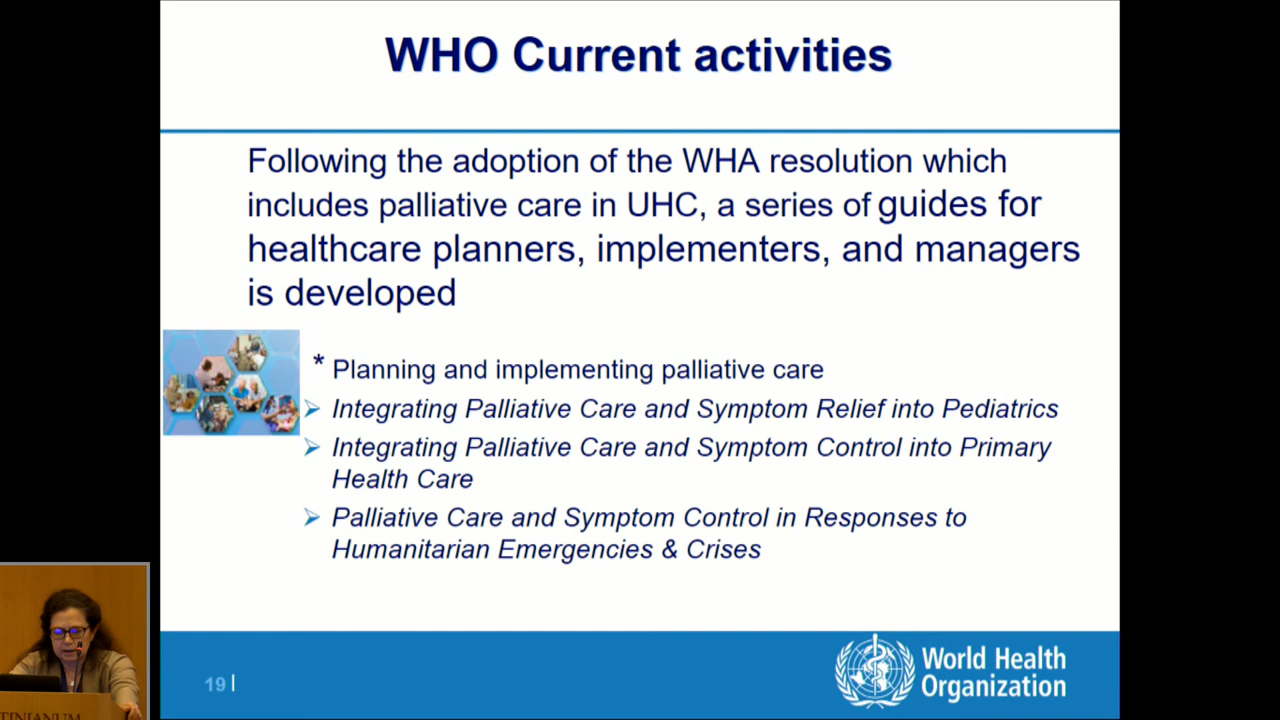 WHO Current activities
Following the adoption of the WHA resolution which
includes palliative care in UHC, a series of guides for
healthcare planners, implementers, and managers
is developed
* Planning and implementing palliative care
➢ Integrating Palliative Care and Symptom Relief into Pediatrics
➢ Integrating Palliative Care and Symptom Control into Primary
Health Care
➢ Palliative Care and Symptom Control in Responses to
Humanitarian Emergencies & Crises
19 |
World Health
Organization
TINIANUM